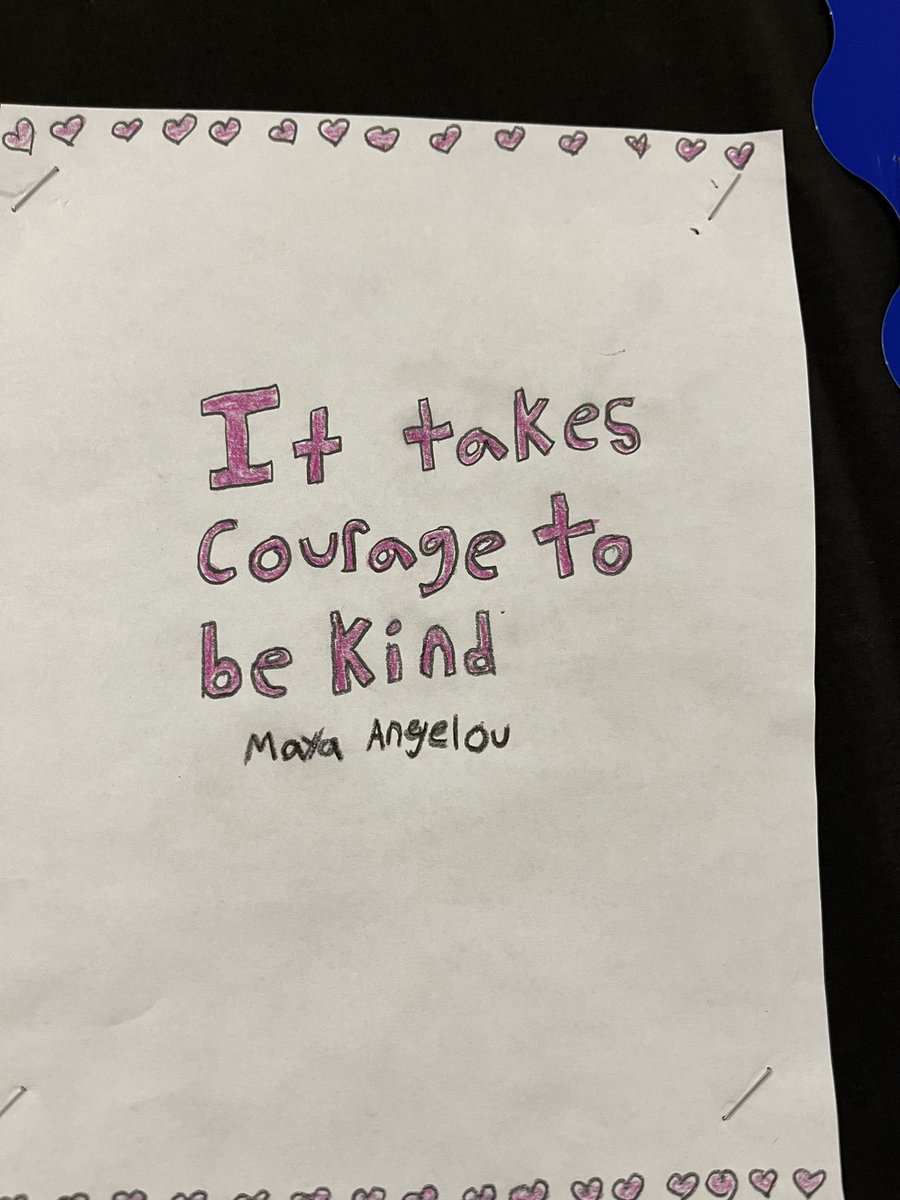 It takes
Courage to
be Kind
Maya Angelou